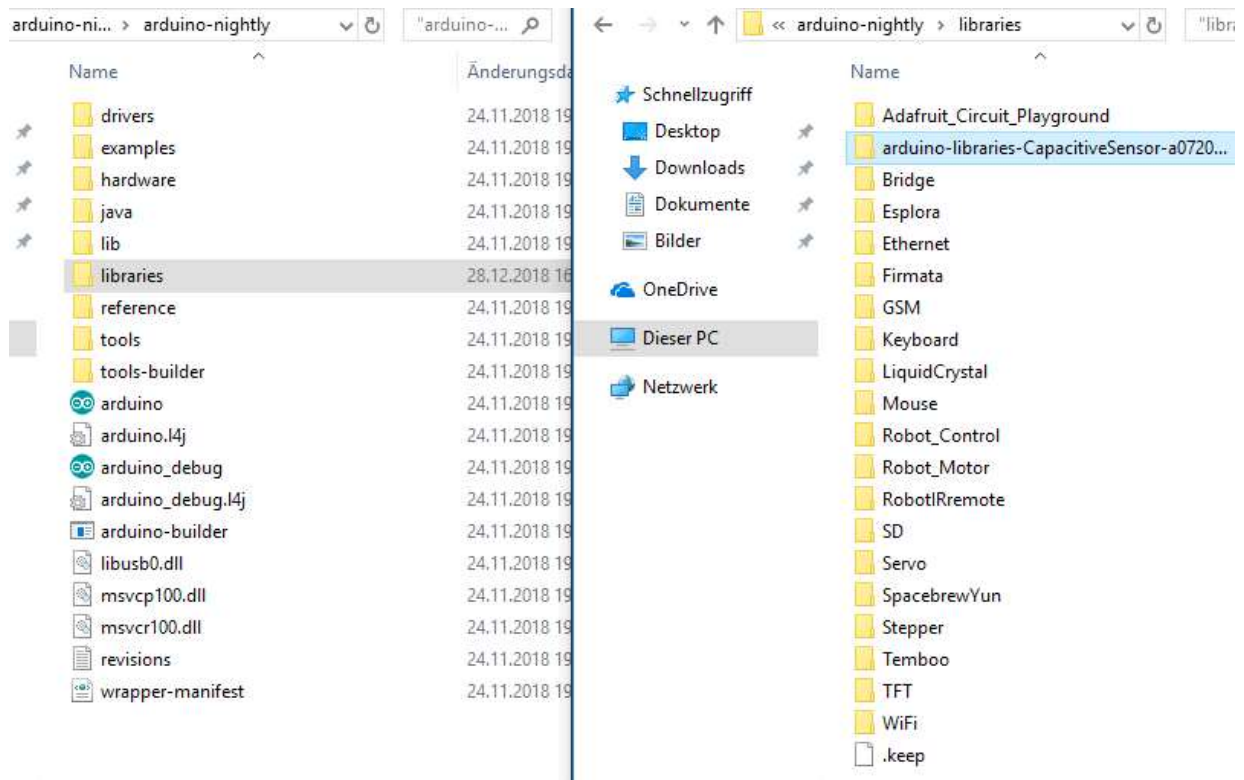 arduino-ni... > arduino-nightly
"arduino-...
Name
Änderungsda
drivers
24.11.2018 19
examples
24.11.2018 19
hardware
24.11.2018 19
java
24.11.2018 19
lib
24.11.2018 19
libraries
28.12.2018 16
reference
24.11.2018 19
tools
24.11.2018 19
tools-builder
24.11.2018 19
arduino
24.11.2018 19
arduino.l4j
24.11.2018 19
arduino_debug
24.11.2018 19
arduino_debug.l4j
24.11.2018 19
arduino-builder
24.11.2018 19
libusb0.dll
24.11.2018 19
msvcp100.dll
24.11.2018 19
msvcr100.dll
24.11.2018 19
revisions
24.11.2018 19
wrapper-manifest
24.11.2018 19
« arduino-nightly > libraries
"libra
Schnellzugriff
Desktop
Downloads
Dokumente
Bilder
OneDrive
Dieser PC
Netzwerk
Name
Adafruit_Circuit_Playground
arduino-libraries-CapacitiveSensor-a0720...
Bridge
Esplora
Ethernet
Firmata
GSM
Keyboard
LiquidCrystal
Mouse
Robot_Control
Robot_Motor
RobotIRremote
SD
Servo
SpacebrewYun
Stepper
Temboo
TFT
WiFi
.keep